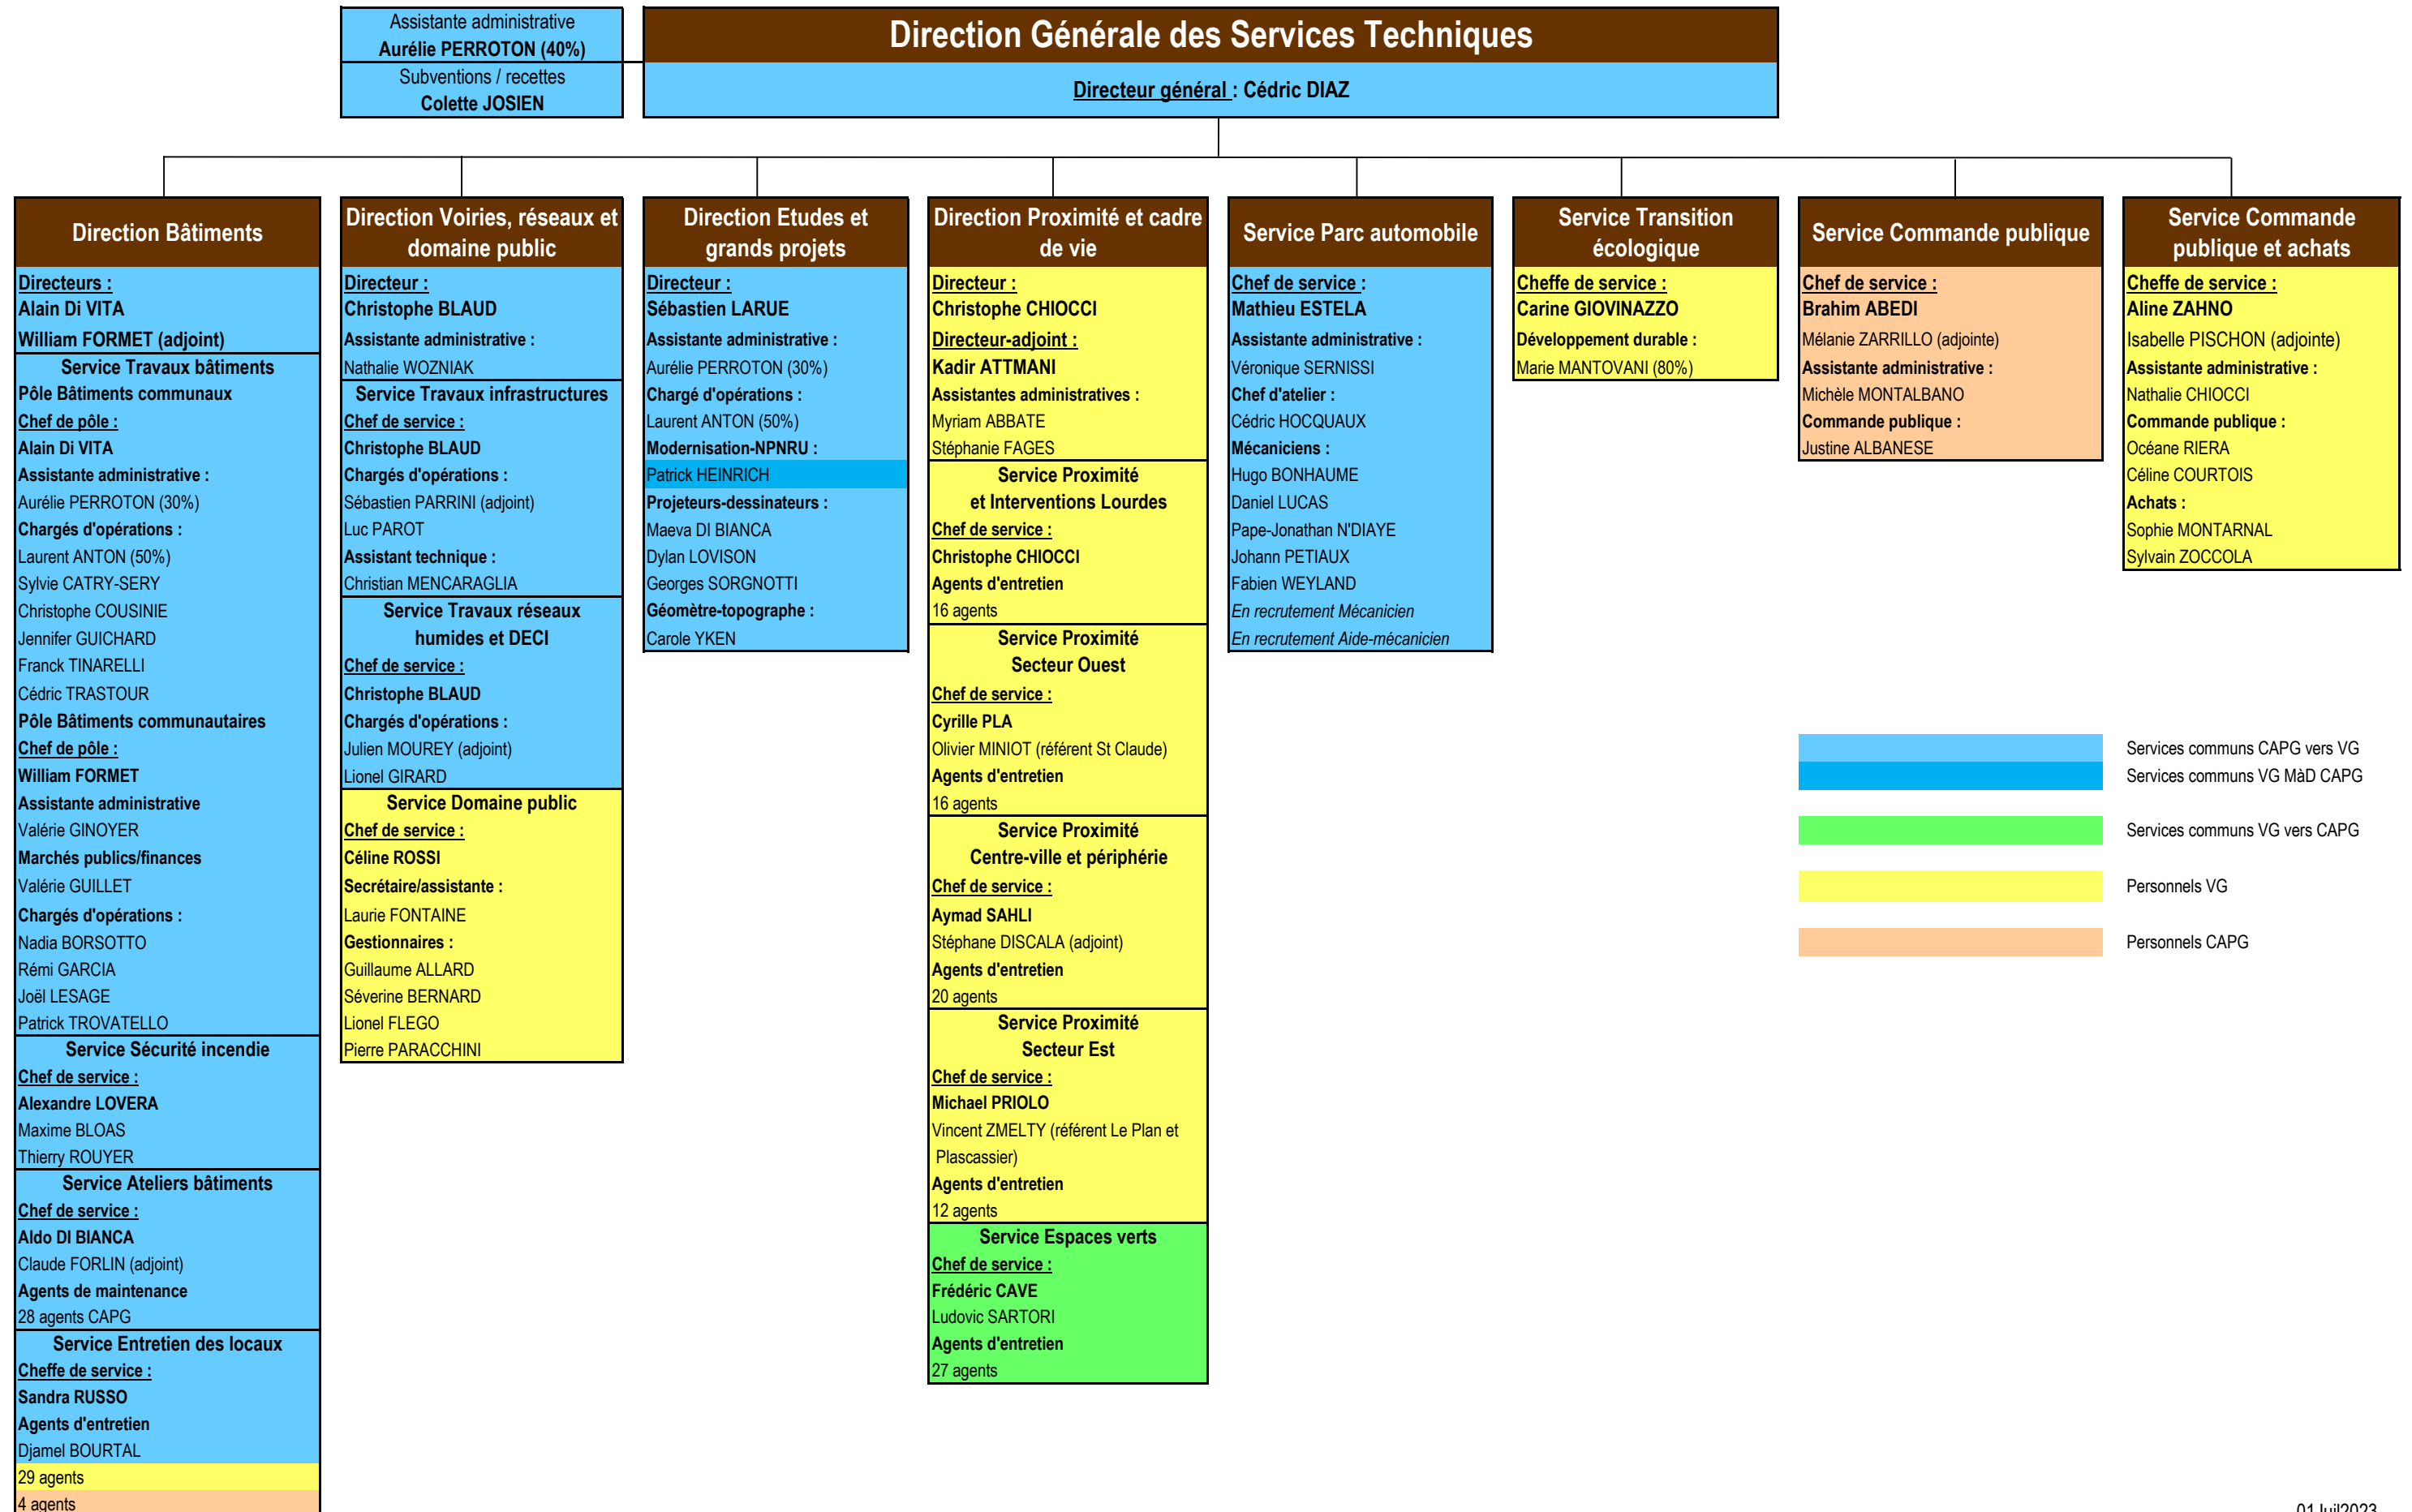 Assistante administrative
Aurélie PERROTON (40%)
Subventions / recettes
Colette JOSIEN
Direction Générale des Services Techniques
Directeur général : Cédric DIAZ
Direction Bâtiments
Directeurs :
Alain Di VITA
William FORMET (adjoint)
Service Travaux bâtiments
Pôle Bâtiments communaux
Chef de pôle :
Alain Di VITA
Assistante administrative :
Aurélie PERROTON (30%)
Chargés d'opérations :
Laurent ANTON (50%)
Sylvie CATRY-SERY
Christophe COUSINIE
Jennifer GUICHARD
Franck TINARELLI
Cédric TRASTOUR
Pôle Bâtiments communautaires
Chef de pôle :
William FORMET
Assistante administrative
Valérie GINOYER
Marchés publics/finances
Valérie GUILLET
Chargés d'opérations :
Nadia BORSOTTO
Rémi GARCIA
Joël LESAGE
Patrick TROVATELLO
Service Sécurité incendie
Chef de service :
Alexandre LOVERA
Maxime BLOAS
Thierry ROUYER
Service Ateliers bâtiments
Chef de service :
Aldo DI BIANCA
Claude FORLIN (adjoint)
Agents de maintenance
28 agents CAPG
Service Entretien des locaux
Cheffe de service :
Sandra RUSSO
Agents d'entretien
Djamel BOURTAL
29 agents
4 agents
Direction Voiries, réseaux et
domaine public
Directeur :
Christophe BLAUD
Assistante administrative :
Nathalie WOZNIAK
Service Travaux infrastructures
Chef de service :
Christophe BLAUD
Chargés d'opérations :
Sébastien PARRINI (adjoint)
Luc PAROT
Assistant technique :
Christian MENCARAGLIA
Service Travaux réseaux
humides et DECI
Chef de service :
Christophe BLAUD
Chargés d'opérations :
Julien MOUREY (adjoint)
Lionel GIRARD
Service Domaine public
Chef de service :
Céline ROSSI
Secrétaire/assistante :
Laurie FONTAINE
Gestionnaires :
Guillaume ALLARD
Séverine BERNARD
Lionel FLEGO
Pierre PARACCHINI
Direction Etudes et
grands projets
Directeur :
Sébastien LARUE
Assistante administrative :
Aurélie PERROTON (30%)
Chargé d'opérations :
Laurent ANTON (50%)
Modernisation-NPNRU :
Patrick HEINRICH
Projeteurs-dessinateurs :
Maeva DI BIANCA
Dylan LOVISON
Georges SORGNOTTI
Géomètre-topographe :
Carole YKEN
Direction Proximité et cadre
de vie
Directeur :
Christophe CHIOCCI
Directeur-adjoint :
Kadir ATTMANI
Assistantes administratives :
Myriam ABBATE
Stéphanie FAGES
Service Proximité
et Interventions Lourdes
Chef de service :
Christophe CHIOCCI
Agents d'entretien
16 agents
Service Proximité
Secteur Ouest
Chef de service :
Cyrille PLA
Olivier MINIOT (référent St Claude)
Agents d'entretien
16 agents
Service Proximité
Centre-ville et périphérie
Chef de service :
Aymad SAHLI
Stéphane DISCALA (adjoint)
Agents d'entretien
20 agents
Service Proximité
Secteur Est
Chef de service :
Michael PRIOLO
Vincent ZMELTY (référent Le Plan et
Plascassier)
Agents d'entretien
12 agents
Service Espaces verts
Chef de service :
Frédéric CAVE
Ludovic SARTORI
Agents d'entretien
27 agents
Service Parc automobile
Chef de service :
Mathieu ESTELA
Assistante administrative :
Véronique SERNISSI
Chef d'atelier :
Cédric HOCQUAUX
Mécaniciens :
Hugo BONHAUME
Daniel LUCAS
Pape-Jonathan N'DIAYE
Johann PETIAUX
Fabien WEYLAND
En recrutement Mécanicien
En recrutement Aide-mécanicien
Service Transition
écologique
Cheffe de service :
Carine GIOVINAZZO
Développement durable :
Marie MANTOVANI (80%)
Service Commande publique
Chef de service :
Brahim ABEDI
Mélanie ZARRILLO (adjointe)
Assistante administrative :
Michèle MONTALBANO
Commande publique :
Justine ALBANESE
Service Commande
publique et achats
Cheffe de service :
Aline ZAHNO
Isabelle PISCHON (adjointe)
Assistante administrative :
Nathalie CHIOCCI
Commande publique :
Océane RIERA
Céline COURTOIS
Achats :
Sophie MONTARNAL
Sylvain ZOCCOLA
Services communs CAPG vers VG
Services communs VG MàD CAPG
Services communs VG vers CAPG
Personnels VG
Personnels CAPG
01Juil2023